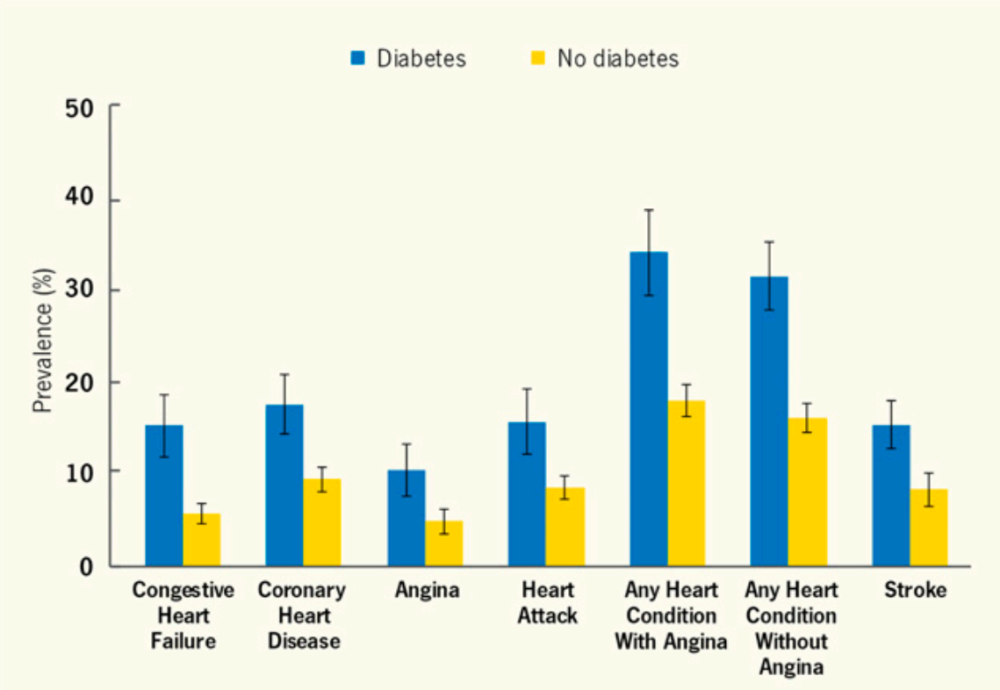 Diabetes No diabetes
50
40
30
20
10
0
Prevalence (%)
Congestive
Heart
Failure
Coronary
Heart
Disease
Angina
Heart
Attack
Any Heart
Condition
With Angina
Any Heart
Condition
Without
Angina
Stroke